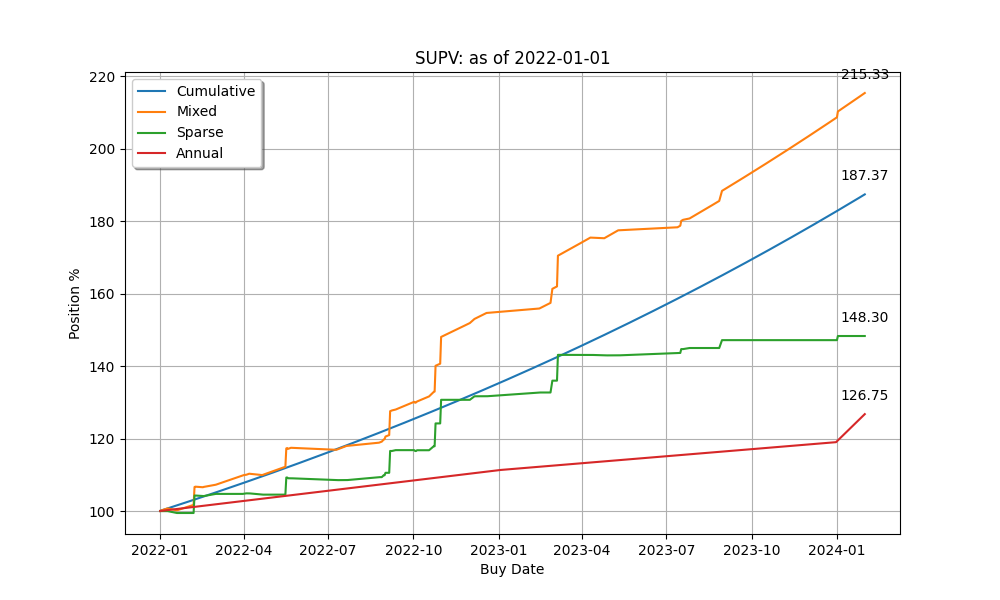 SUPV: as of 2022-01-01
Cumulative
Mixed
Sparse
Annual
215.33
187.37
148.30
126.75
220
200
180
160
140
120
100
Position %
2022-01
2022-04
2022-07
2022-10
2023-01
2023-04
2023-07
2023-10
2024-01
Buy Date